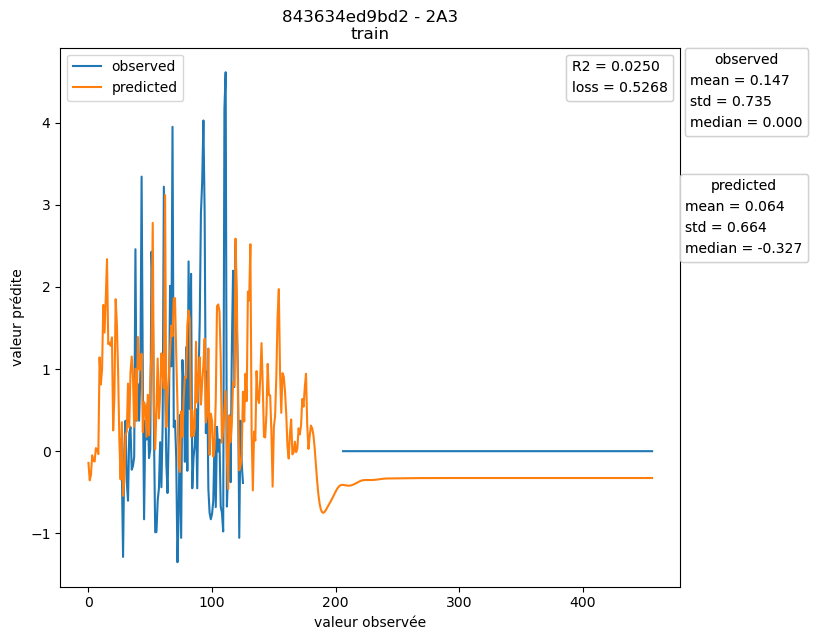 843634ed9bd2 - 2A3
train
observed
predicted
R2 = 0.0250
loss = 0.5268
observed
mean = 0.147
std = 0.735
median = 0.000
predicted
mean = 0.064
std = 0.664
median = -0.327
valeur prédite
4
3
2
1
0
−1
0
100
200
300
400
valeur observée